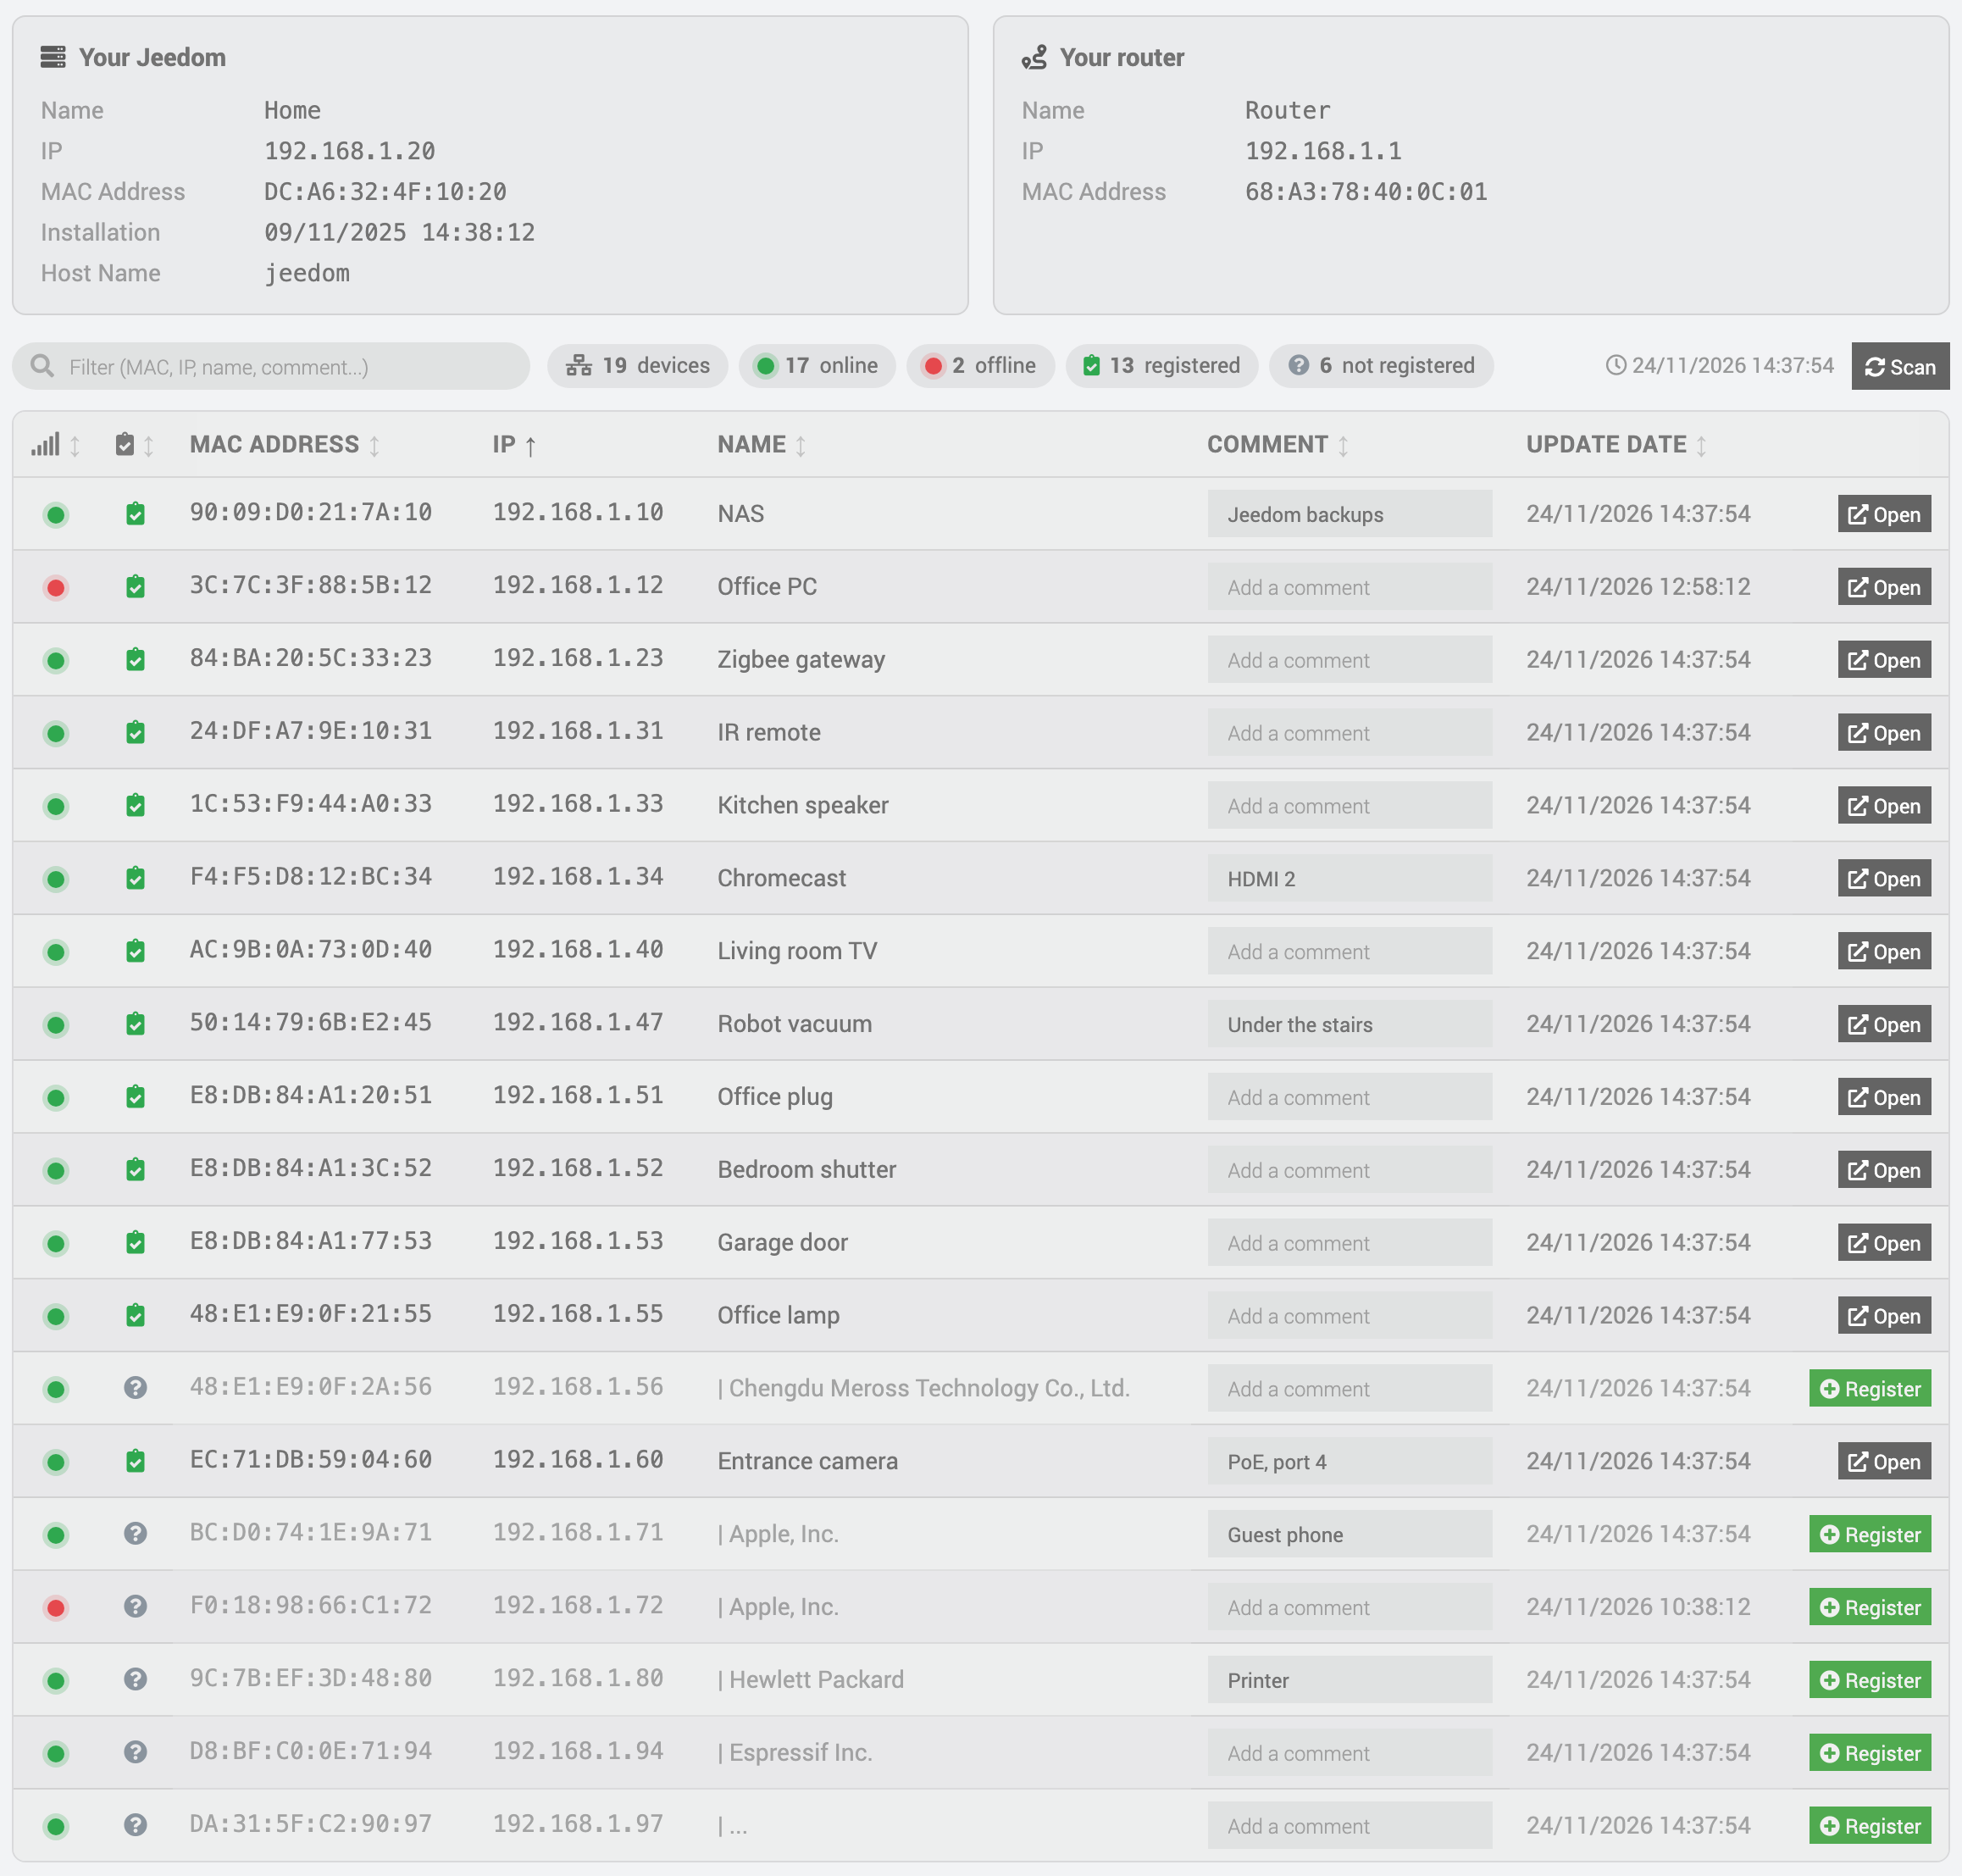 Your Jeedom
Name Home
IP 192.168.1.20
MAC Address DC:A6:32:4F:10:20
Installation 09/11/2025 14:38:12
Host Name jeedom
Your router
Name Router
IP 192.168.1.1
MAC Address 68:A3:78:40:0C:01
Filter (MAC, IP, name, comment...) 19 devices 17 online 2 offline 13 registered 6 not registered 24/11/2026 14:37:54 Scan
MAC ADDRESS IP NAME COMMENT UPDATE DATE
90:09:D0:21:7A:10 192.168.1.10 NAS Jeedom backups 24/11/2026 14:37:54 Open
3C:7C:3F:88:5B:12 192.168.1.12 Office PC Add a comment 24/11/2026 12:58:12 Open
84:BA:20:5C:33:23 192.168.1.23 Zigbee gateway Add a comment 24/11/2026 14:37:54 Open
24:DF:A7:9E:10:31 192.168.1.31 IR remote Add a comment 24/11/2026 14:37:54 Open
1C:53:F9:44:A0:33 192.168.1.33 Kitchen speaker Add a comment 24/11/2026 14:37:54 Open
F4:F5:D8:12:BC:34 192.168.1.34 Chromecast HDMI 2 24/11/2026 14:37:54 Open
AC:9B:0A:73:0D:40 192.168.1.40 Living room TV Add a comment 24/11/2026 14:37:54 Open
50:14:79:6B:E2:45 192.168.1.47 Robot vacuum Under the stairs 24/11/2026 14:37:54 Open
E8:DB:84:A1:20:51 192.168.1.51 Office plug Add a comment 24/11/2026 14:37:54 Open
E8:DB:84:A1:3C:52 192.168.1.52 Bedroom shutter Add a comment 24/11/2026 14:37:54 Open
E8:DB:84:A1:77:53 192.168.1.53 Garage door Add a comment 24/11/2026 14:37:54 Open
48:E1:E9:0F:21:55 192.168.1.55 Office lamp Add a comment 24/11/2026 14:37:54 Open
48:E1:E9:0F:2A:56 192.168.1.56 | Chengdu Meross Technology Co., Ltd. Add a comment 24/11/2026 14:37:54 Register
EC:71:DB:59:04:60 192.168.1.60 Entrance camera PoE, port 4 24/11/2026 14:37:54 Open
BC:D0:74:1E:9A:71 192.168.1.71 | Apple, Inc. Guest phone 24/11/2026 14:37:54 Register
F0:18:98:66:C1:72 192.168.1.72 | Apple, Inc. Add a comment 24/11/2026 10:38:12 Register
9C:7B:EF:3D:48:80 192.168.1.80 | Hewlett Packard Printer 24/11/2026 14:37:54 Register
D8:BF:C0:0E:71:94 192.168.1.94 | Espressif Inc. Add a comment 24/11/2026 14:37:54 Register
DA:31:5F:C2:90:97 192.168.1.97 | ... Add a comment 24/11/2026 14:37:54 Register